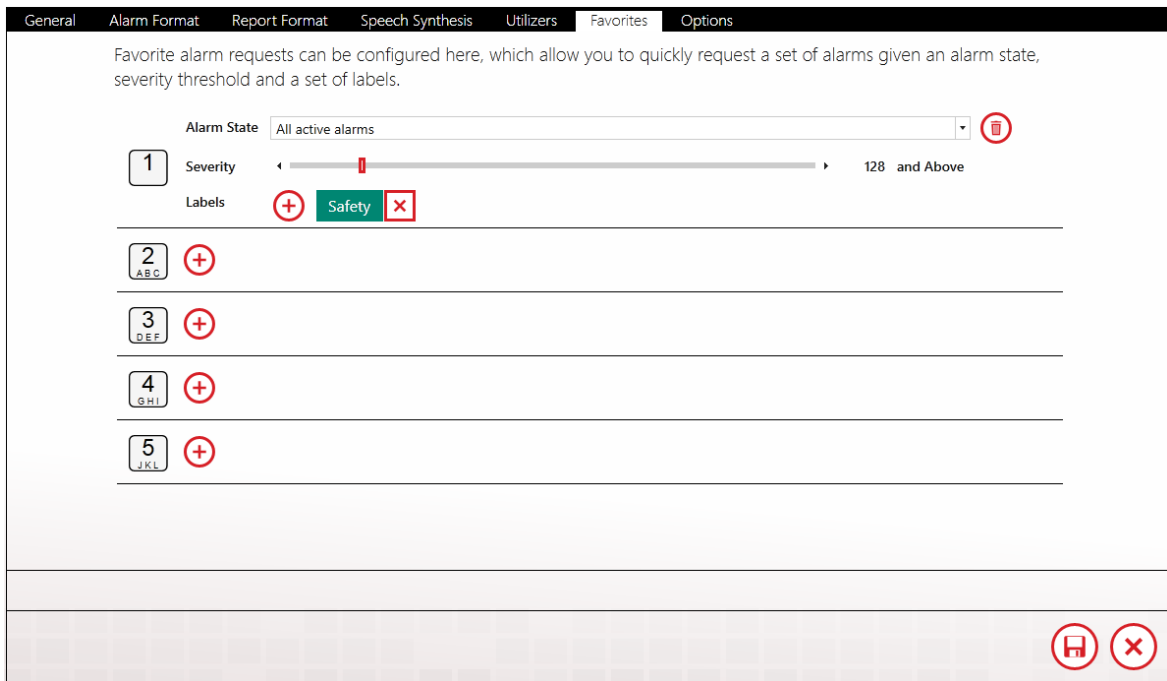 General Alarm Format Report Format Speech Synthesis Utilizers Favorites Options
Favorite alarm requests can be configured here, which allow you to quickly request a set of alarms given an alarm state,
severity threshold and a set of labels.
Alarm State All active alarms
1 Severity 128 and Above
Labels Safety
2
ABC
3
DEF
4
GHI
5
JKL